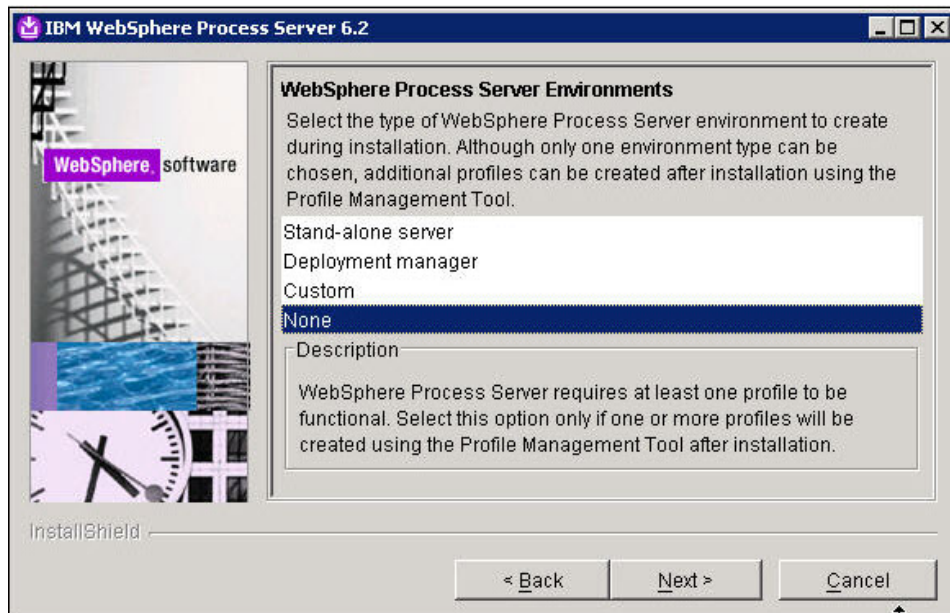 IBM WebSphere Process Server 6.2
WebSphere. software
WebSphere Process Server Environments
Select the type of WebSphere Process Server environment to create
during installation. Although only one environment type can be
chosen, additional profiles can be created after installation using the
Profile Management Tool.
Stand-alone server
Deployment manager
Custom
None
Description
WebSphere Process Server requires at least one profile to be
functional. Select this option only if one or more profiles will be
created using the Profile Management Tool after installation.
InstallShield
< Back Next > Cancel